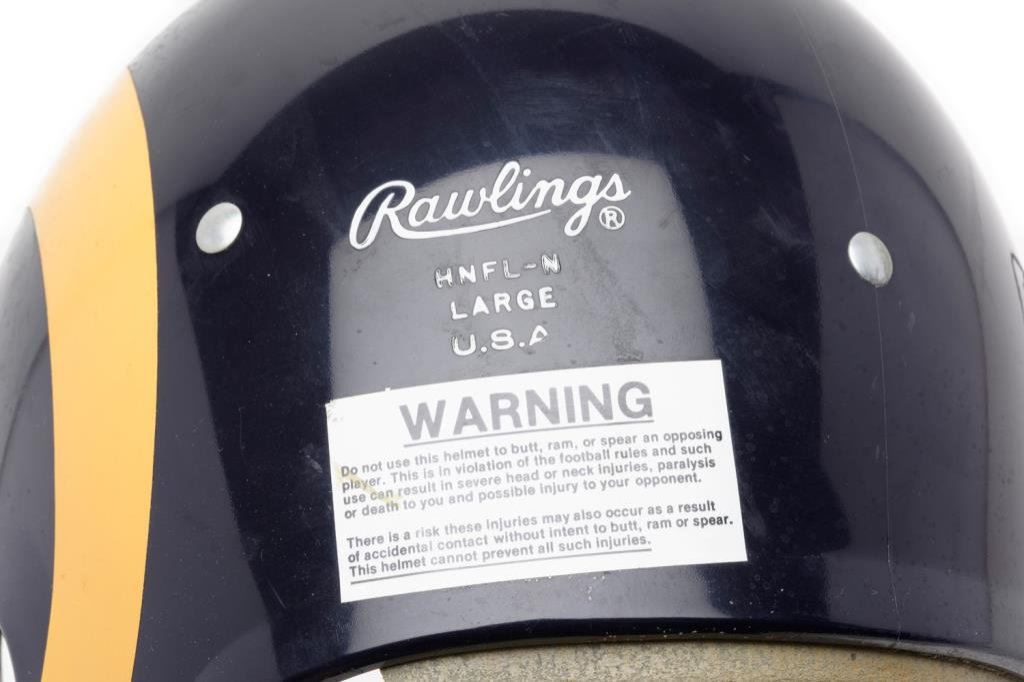 Rawlings®
HNFL-N
LARGE
U.S.A
WARNING
Do not use this helmet to butt, ram, or spear an opposing
player. This is in violation of the football rules and such
use can result in severe head or neck injuries, paralysis
or death to you and possible injury to your opponent.
There is a risk these injuries may also occur as a result
of accidental contact without intent to butt, ram or spear.
This helmet cannot prevent all such injuries.